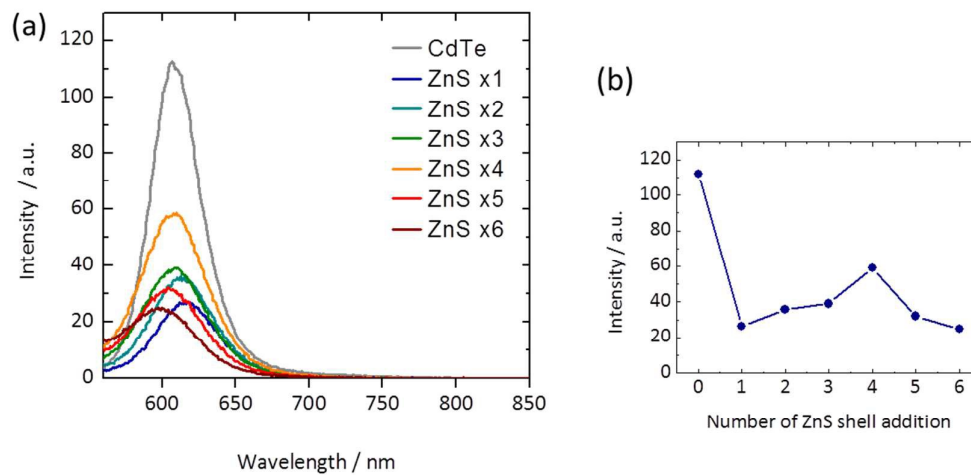 (a)
120
100
80
60
40
20
0
Intensity / a.u.
CdTe
ZnS x1
ZnS x2
ZnS x3
ZnS x4
ZnS x5
ZnS x6
600 650 700 750 800 850
Wavelength / nm
(b)
120
100
80
60
40
20
0
Intensity / a.u.
0 1 2 3 4 5 6
Number of ZnS shell addition